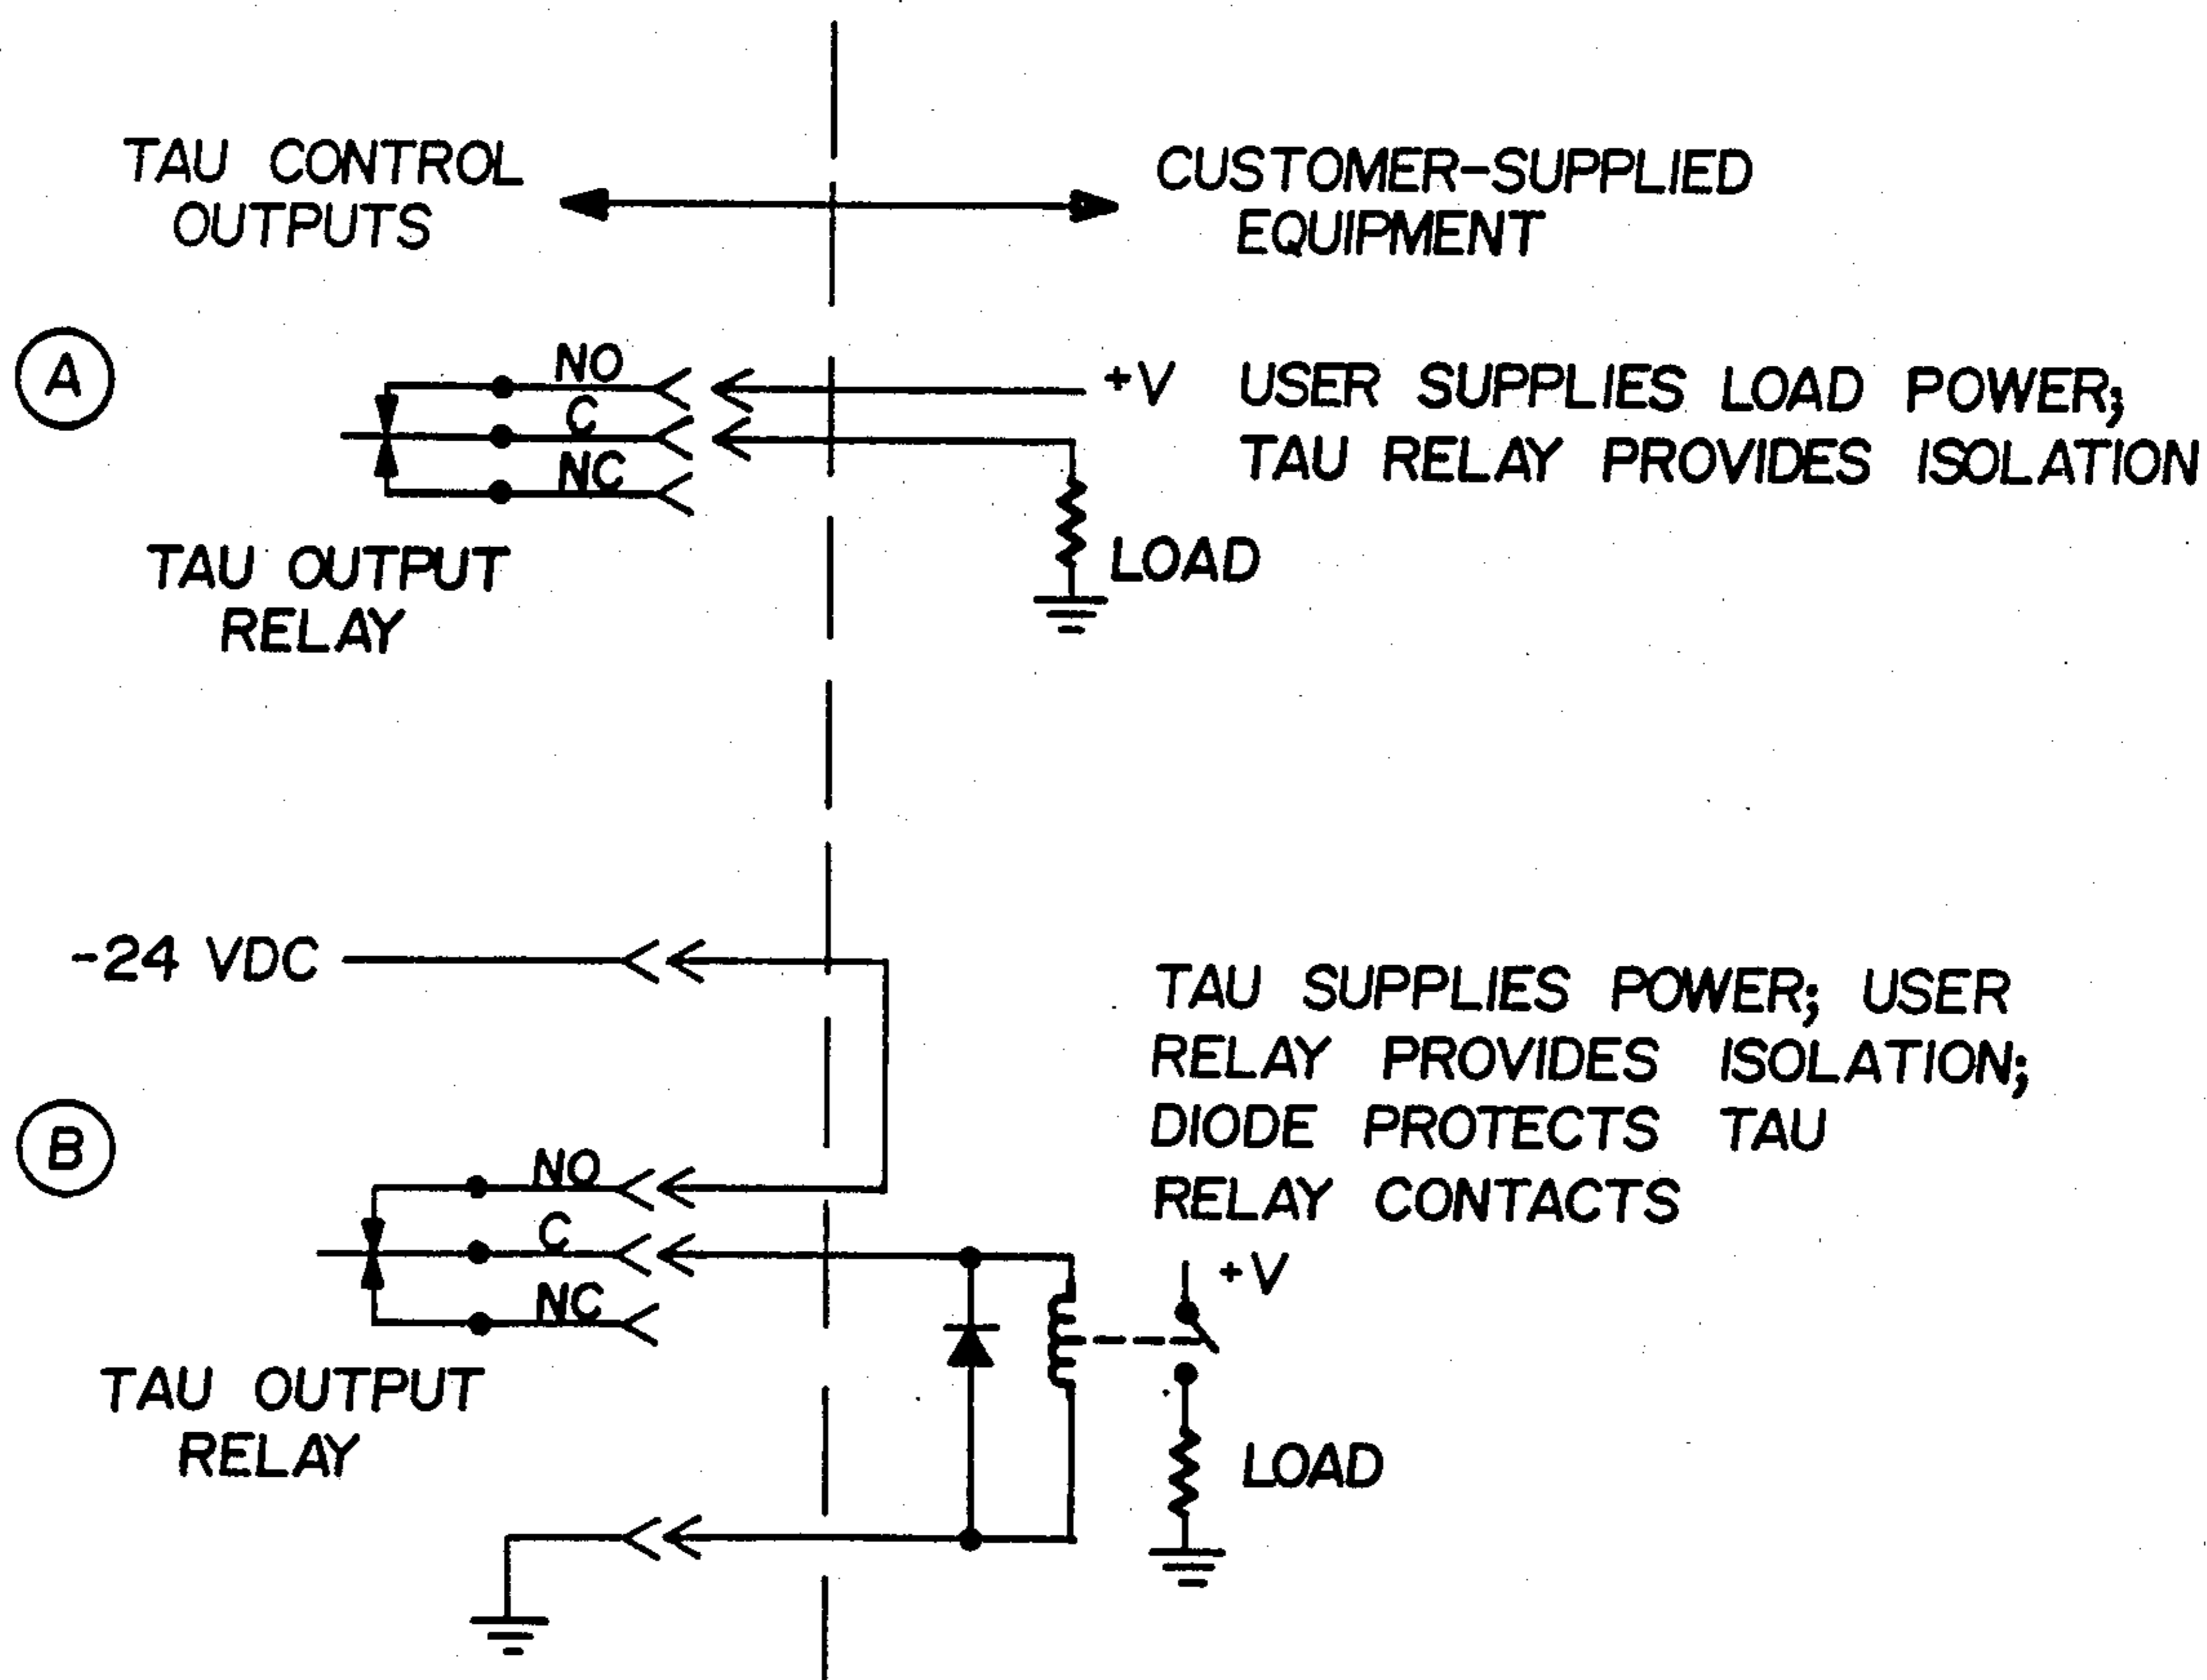 TAU CONTROL
OUTPUTS
CUSTOMER-SUPPLIED
EQUIPMENT
A
NO
C
NC
+V
USER SUPPLIES LOAD POWER;
TAU RELAY PROVIDES ISOLATION
TAU OUTPUT
RELAY
LOAD
-24 VDC
TAU SUPPLIES POWER; USER
RELAY PROVIDES ISOLATION;
DIODE PROTECTS TAU
RELAY CONTACTS
B
NO
C
NC
+V
TAU OUTPUT
RELAY
LOAD